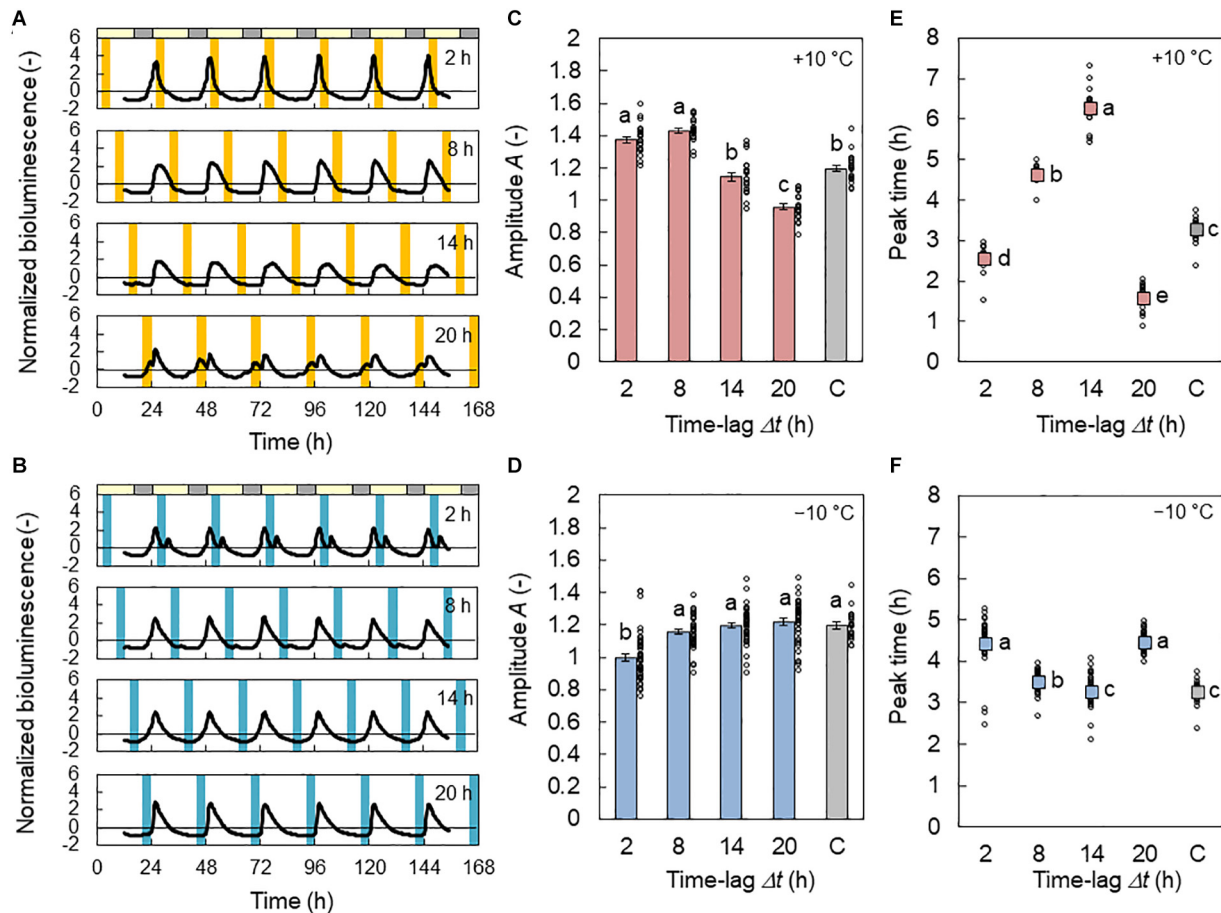 A
Normalized bioluminescence (-)
6
4
2
0
-2
2 h
6
4
2
0
-2
8 h
6
4
2
0
-2
14 h
6
4
2
0
-2
20 h
0 24 48 72 96 120 144 168
Time (h)
B
Normalized bioluminescence (-)
6
4
2
0
-2
2 h
6
4
2
0
-2
8 h
6
4
2
0
-2
14 h
6
4
2
0
-2
20 h
0 24 48 72 96 120 144 168
Time (h)
C
+10 °C
Amplitude A (-)
2
1.8
1.6
1.4
1.2
1
0.8
0.6
0.4
0.2
0
a a b c b
2 8 14 20 C
Time-lag Δt (h)
D
−10 °C
Amplitude A (-)
2
1.8
1.6
1.4
1.2
1
0.8
0.6
0.4
0.2
0
b a a a a
2 8 14 20 C
Time-lag Δt (h)
E
+10 °C
Peak time (h)
8
7
6
5
4
3
2
1
0
d b a e c
2 8 14 20 C
Time-lag Δt (h)
F
−10 °C
Peak time (h)
8
7
6
5
4
3
2
1
0
a b c a c
2 8 14 20 C
Time-lag Δt (h)